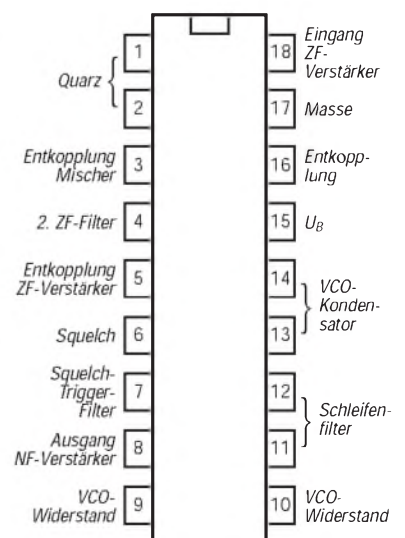 1
Quarz
2
Entkopplung
Mischer
3
2. ZF-Filter
4
Entkopplung
ZF-Verstärker
5
Squelch
6
Squelch-
Trigger-
Filter
7
Ausgang
NF-Verstärker
8
VCO-
Widerstand
9
18
Eingang
ZF-
Verstärker
17
Masse
16
Entkopp-
lung
15
UB
14
VCO-
Konden-
sator
13
12
Schleifen-
filter
11
10
VCO-
Widerstand